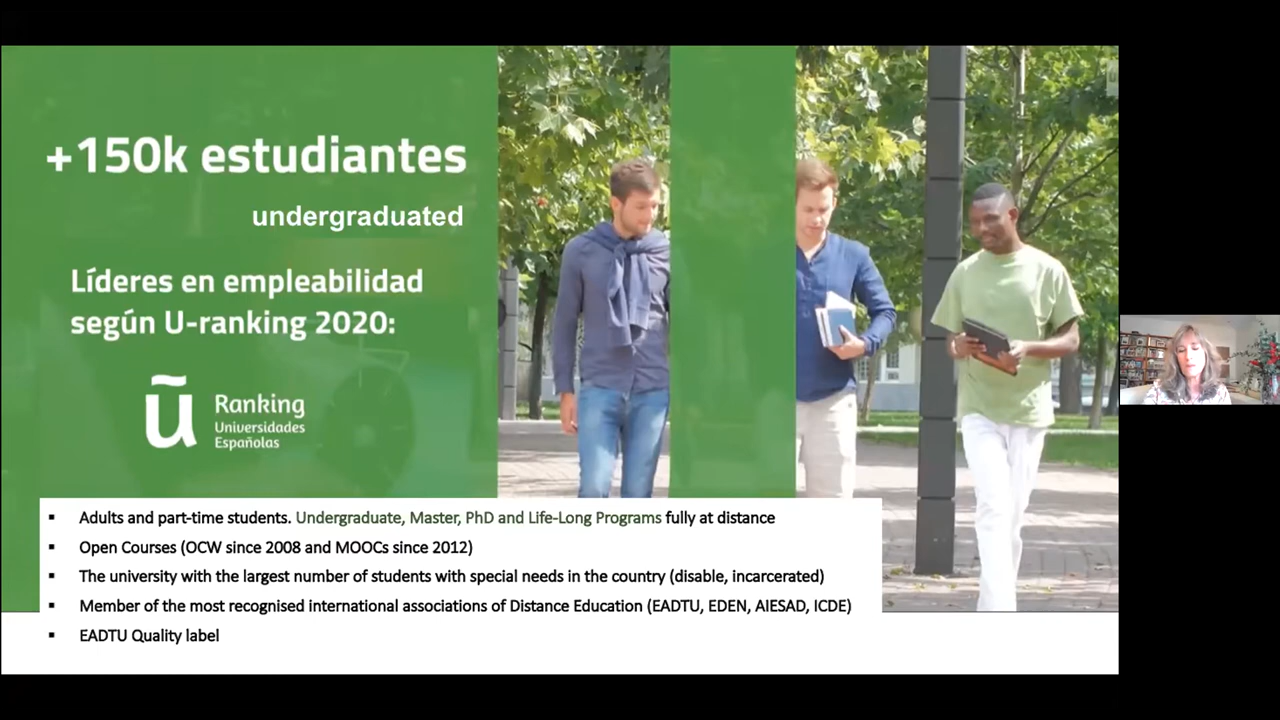 +150k estudiantes
undergraduated
Líderes en empleabilidad
según U-ranking 2020:
Ranking
Universidades
Españolas
▪ Adults and part-time students. Undergraduate, Master, PhD and Life-Long Programs fully at distance
▪ Open Courses (OCW since 2008 and MOOCs since 2012)
▪ The university with the largest number of students with special needs in the country (disable, incarcerated)
▪ Member of the most recognised international associations of Distance Education (EADTU, EDEN, AIESAD, ICDE)
▪ EADTU Quality label